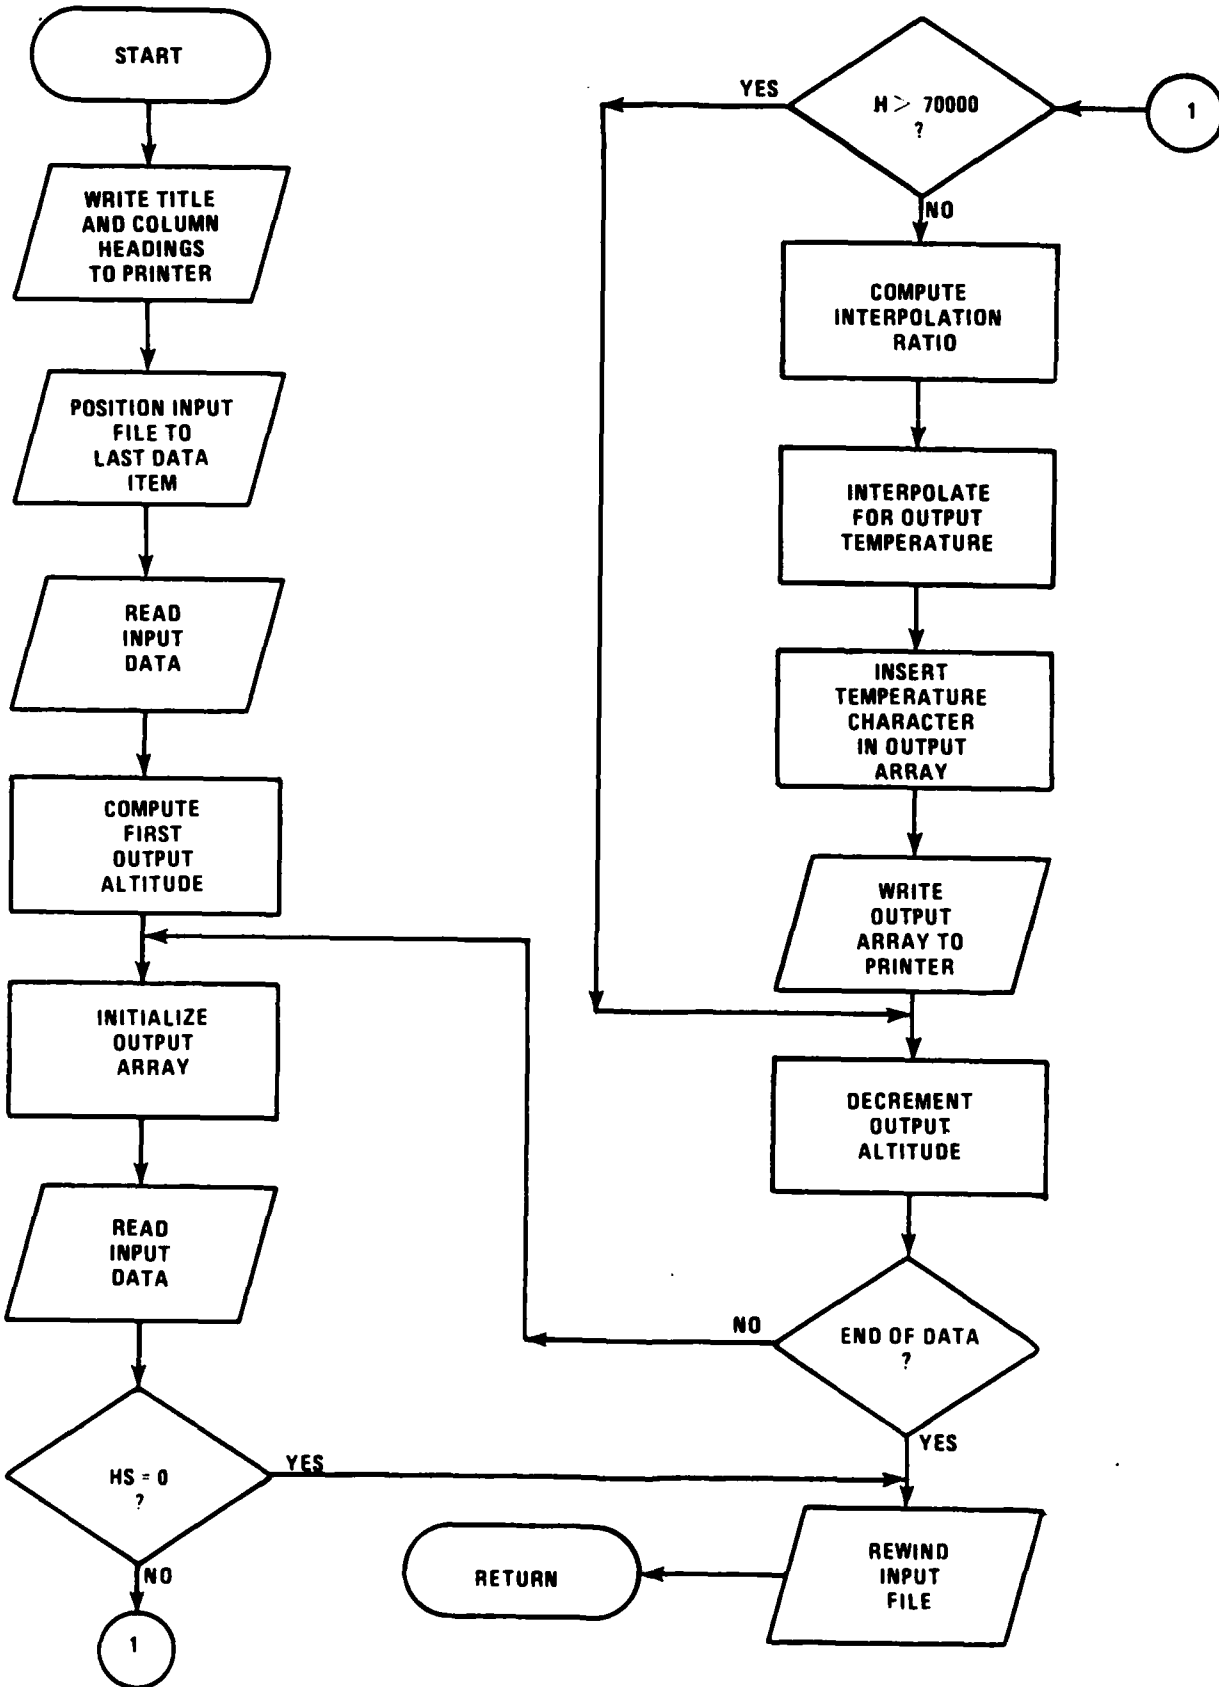 START
WRITE TITLE
AND COLUMN
HEADINGS
TO PRINTER
POSITION INPUT
FILE TO
LAST DATA
ITEM
READ
INPUT
DATA
COMPUTE
FIRST
OUTPUT
ALTITUDE
INITIALIZE
OUTPUT
ARRAY
READ
INPUT
DATA
HS = 0
?
YES
NO
1
1
H > 70000
?
YES
NO
COMPUTE
INTERPOLATION
RATIO
INTERPOLATE
FOR OUTPUT
TEMPERATURE
INSERT
TEMPERATURE
CHARACTER
IN OUTPUT
ARRAY
WRITE
OUTPUT
ARRAY TO
PRINTER
DECREMENT
OUTPUT
ALTITUDE
END OF DATA
?
NO
YES
REWIND
INPUT
FILE
RETURN